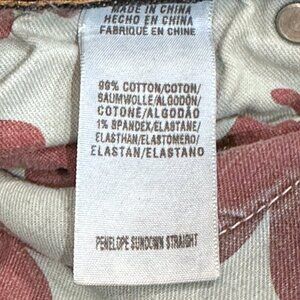 MADE IN CHINA
HECHO EN CHINA
FABRIQUÉ EN CHINE
99% COTTON/COTON/
BAUMWOLLE/ALGODÓN/
COTONE/ALGODÃO
1% SPANDEX/ELASTANE/
ELASTHAN/ELASTOMERO/
ELASTAN/ELASTANO
PENELOPE SUNDOWN STRAIGHT